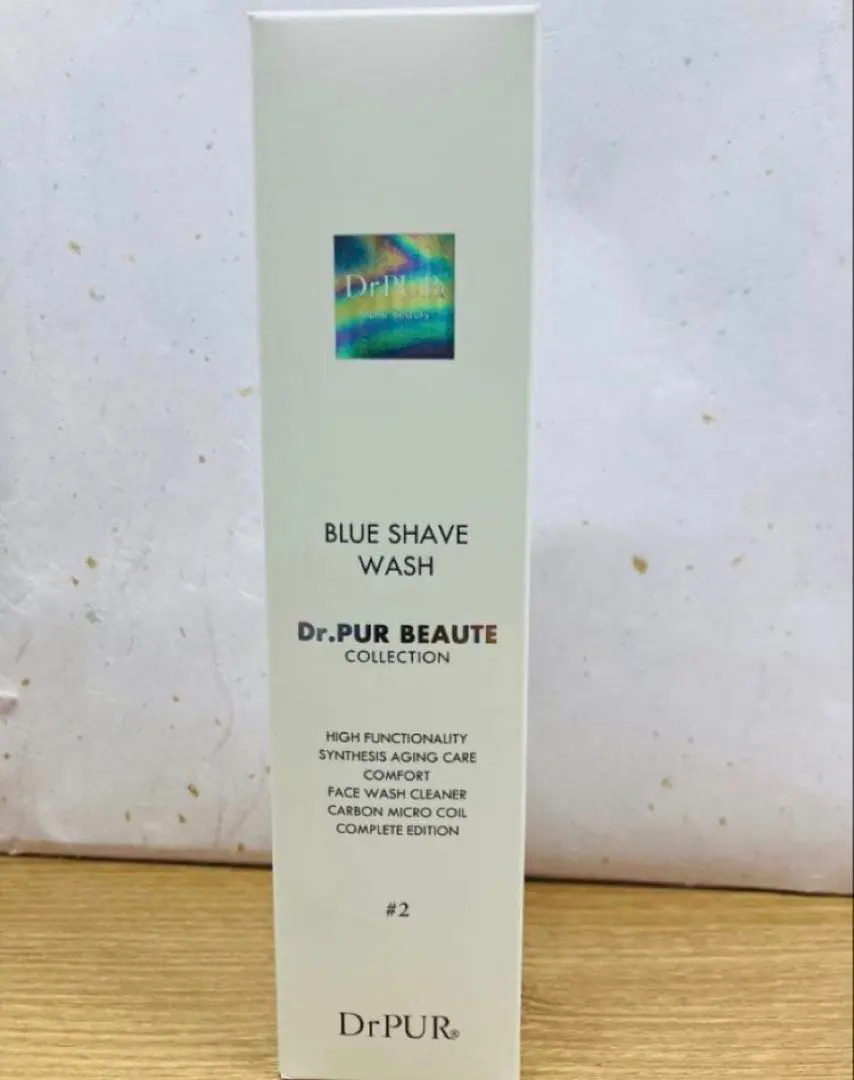 DrPUR
BLUE SHAVE
WASH
Dr.PUR BEAUTE
COLLECTION
HIGH FUNCTIONALITY
SYNTHESIS AGING CARE
COMFORT
FACE WASH CLEANER
CARBON MICRO COIL
COMPLETE EDITION
#2
DrPUR®